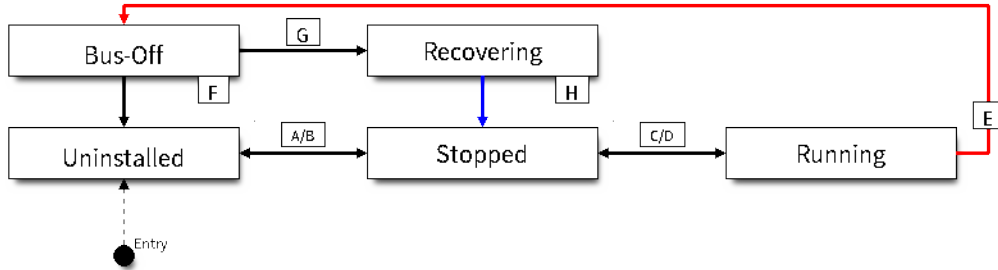 G
Bus-Off
Recovering
F
H
E
Uninstalled
A/B
Stopped
C/D
Running
Entry